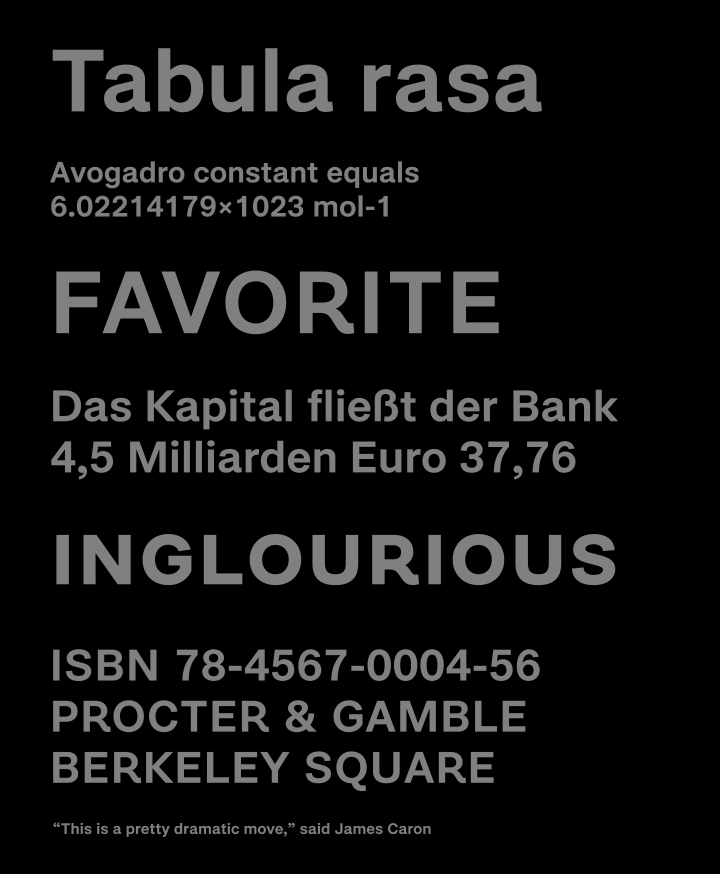 Tabula rasa
Avogadro constant equals
6.02214179×1023 mol-1
FAVORITE
Das Kapital fließt der Bank
4,5 Milliarden Euro 37,76
INGLOURIOUS
ISBN 78-4567-0004-56
PROCTER & GAMBLE
BERKELEY SQUARE
“This is a pretty dramatic move,” said James Caron